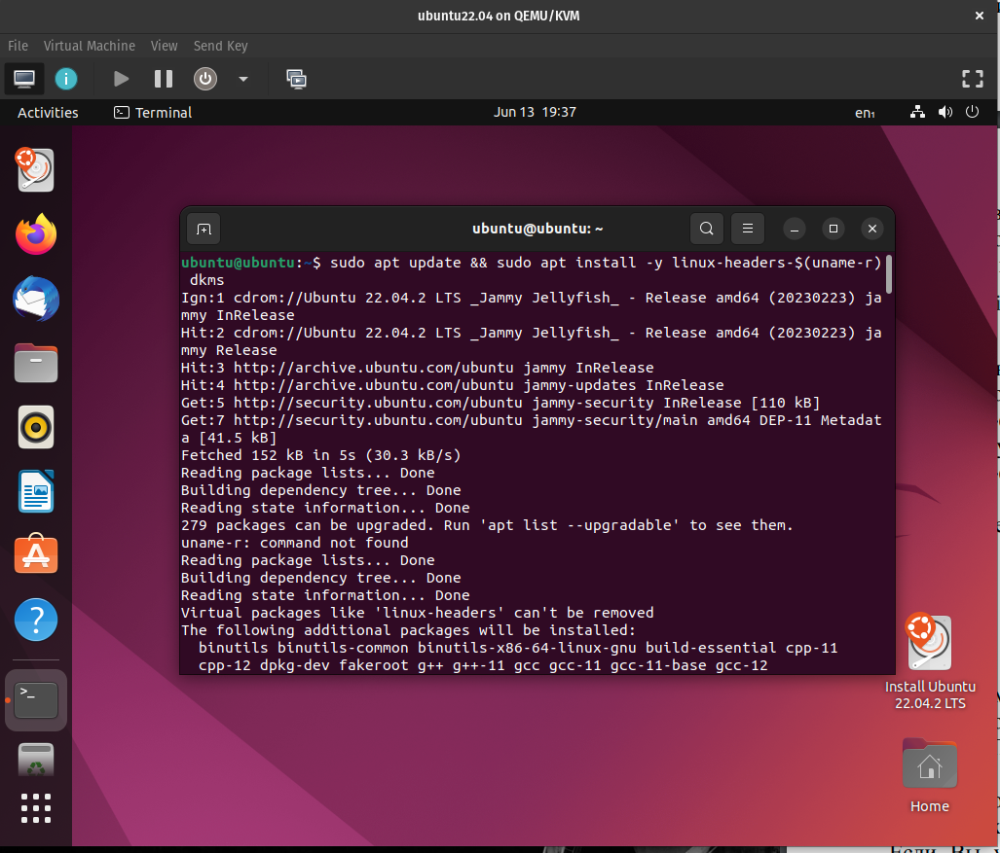 ubuntu22.04 on QEMU/KVM
File Virtual Machine View Send Key
Activities Terminal Jun 13 19:37 en₁
ubuntu@ubuntu: ~
ubuntu@ubuntu:~$ sudo apt update && sudo apt install -y linux-headers-$(uname-r)
dkms
Ign:1 cdrom://Ubuntu 22.04.2 LTS _Jammy Jellyfish_ - Release amd64 (20230223) ja
mmy InRelease
Hit:2 cdrom://Ubuntu 22.04.2 LTS _Jammy Jellyfish_ - Release amd64 (20230223) ja
mmy Release
Hit:3 http://archive.ubuntu.com/ubuntu jammy InRelease
Hit:4 http://archive.ubuntu.com/ubuntu jammy-updates InRelease
Get:5 http://security.ubuntu.com/ubuntu jammy-security InRelease [110 kB]
Get:7 http://security.ubuntu.com/ubuntu jammy-security/main amd64 DEP-11 Metadat
a [41.5 kB]
Fetched 152 kB in 5s (30.3 kB/s)
Reading package lists... Done
Building dependency tree... Done
Reading state information... Done
279 packages can be upgraded. Run 'apt list --upgradable' to see them.
uname-r: command not found
Reading package lists... Done
Building dependency tree... Done
Reading state information... Done
Virtual packages like 'linux-headers' can't be removed
The following additional packages will be installed:
binutils binutils-common binutils-x86-64-linux-gnu build-essential cpp-11
cpp-12 dpkg-dev fakeroot g++ g++-11 gcc gcc-11 gcc-11-base gcc-12
Install Ubuntu
22.04.2 LTS
Home